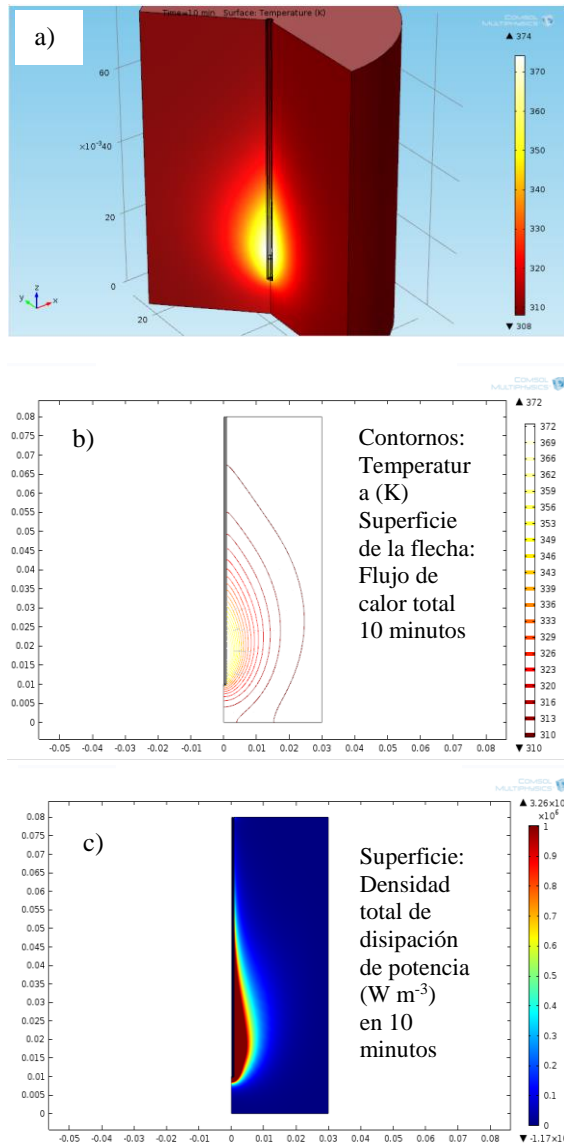 a)
Time=10 min Surface: Temperature (K)
COMSOL
MULTIPHYSICS
▲ 374
60
370
×10⁻³ 40
360
350
20
340
330
0
320
20
310
▼ 308
z
y
x
COMSOL
MULTIPHYSICS
▲ 372
b)
Contornos:
Temperatur
a (K)
Superficie
de la flecha:
Flujo de
calor total
10 minutos
0.08
0.075
0.07
0.065
0.06
0.055
0.05
0.045
0.04
0.035
0.03
0.025
0.02
0.015
0.01
0.005
0
-0.05 -0.04 -0.03 -0.02 -0.01 0 0.01 0.02 0.03 0.04 0.05 0.06 0.07 0.08
372
369
366
362
359
356
353
349
346
343
339
336
333
329
326
323
320
316
313
310
▼ 310
COMSOL
MULTIPHYSICS
▲ 3.26×10
×10⁶
c)
Superficie:
Densidad
total de
disipación
de potencia
(W m⁻³)
en 10
minutos
0.08
0.075
0.07
0.065
0.06
0.055
0.05
0.045
0.04
0.035
0.03
0.025
0.02
0.015
0.01
0.005
0
-0.05 -0.04 -0.03 -0.02 -0.01 0 0.01 0.02 0.03 0.04 0.05 0.06 0.07 0.08
1
0.9
0.8
0.7
0.6
0.5
0.4
0.3
0.2
0.1
0
▼ -1.17×10